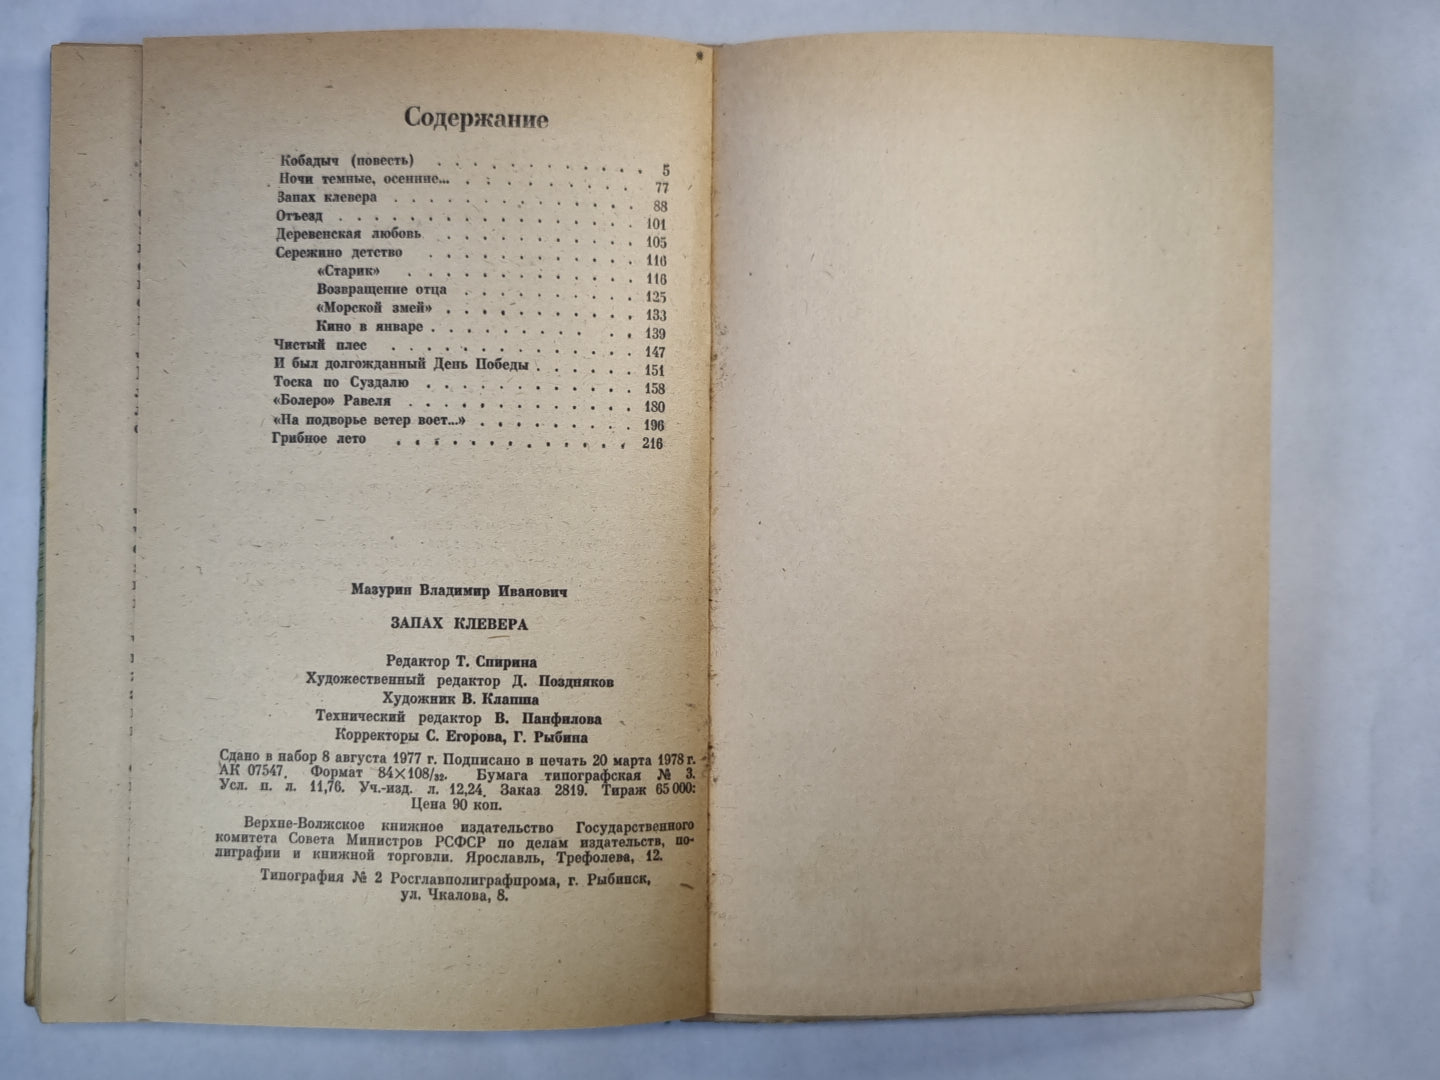 Содержание
Кобадыч (повесть) . . . . . . . . . . . . 5
Ночи темные, осенние... . . . . . . . . . . 77
Запах клевера . . . . . . . . . . . . . . 88
Отъезд . . . . . . . . . . . . . . . . 101
Деревенская любовь . . . . . . . . . . . 105
Сережино детство . . . . . . . . . . . . 116
«Старик» . . . . . . . . . . . . . 116
Возвращение отца . . . . . . . . . . 125
«Морской змей» . . . . . . . . . . . 133
Кино в январе . . . . . . . . . . . 139
Чистый плес . . . . . . . . . . . . . . 147
И был долгожданный День Победы . . . . . . 151
Тоска по Суздалю . . . . . . . . . . . . 158
«Болеро» Равеля . . . . . . . . . . . . . 180
«На подворье ветер воет...» . . . . . . . . . 196
Грибное лето . . . . . . . . . . . . . 216
Мазурин Владимир Иванович
ЗАПАХ КЛЕВЕРА
Редактор Т. Спирина
Художественный редактор Д. Поздняков
Художник В. Клапша
Технический редактор В. Панфилова
Корректоры С. Егорова, Г. Рыбина
Сдано в набор 8 августа 1977 г. Подписано в печать 20 марта 1978 г.
АК 07547. Формат 84×108/32. Бумага типографская № 3.
Усл. п. л. 11,76. Уч.-изд. л. 12,24. Заказ 2819. Тираж 65 000:
Цена 90 коп.
Верхне-Волжское книжное издательство Государственного
комитета Совета Министров РСФСР по делам издательств, по-
лиграфии и книжной торговли. Ярославль, Трефолева, 12.
Типография № 2 Росглавполиграфпрома, г. Рыбинск,
ул. Чкалова, 8.